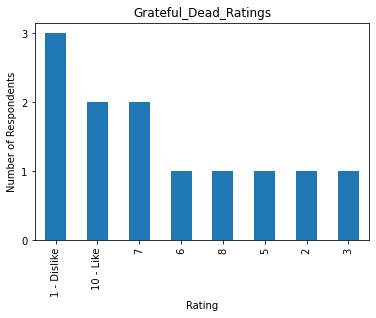 Grateful_Dead_Ratings
Number of Respondents
3
2
1
0
1 - Dislike
10 - Like
7
6
8
5
2
3
Rating